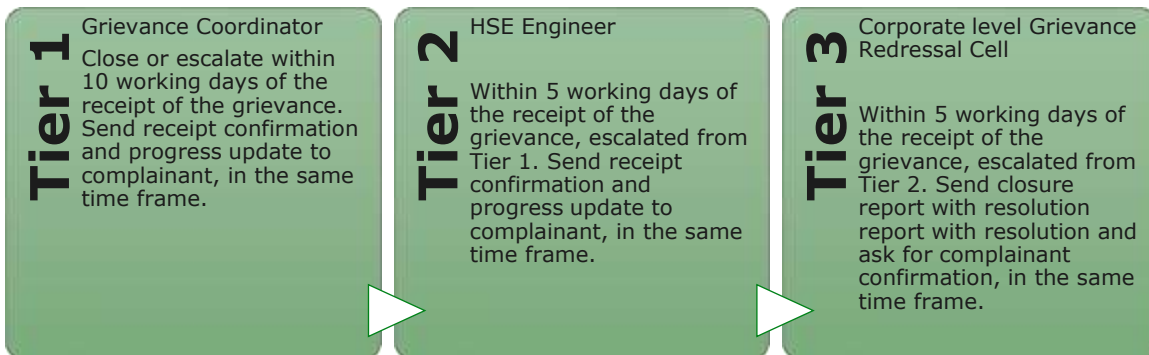 Tier 1
Grievance Coordinator
Close or escalate within
10 working days of the
receipt of the grievance.
Send receipt confirmation
and progress update to
complainant, in the same
time frame.
Tier 2
HSE Engineer
Within 5 working days of
the receipt of the
grievance, escalated from
Tier 1. Send receipt
confirmation and
progress update to
complainant, in the same
time frame.
Tier 3
Corporate level Grievance
Redressal Cell
Within 5 working days of
the receipt of the
grievance, escalated from
Tier 2. Send closure
report with resolution
report with resolution and
ask for complainant
confirmation, in the same
time frame.